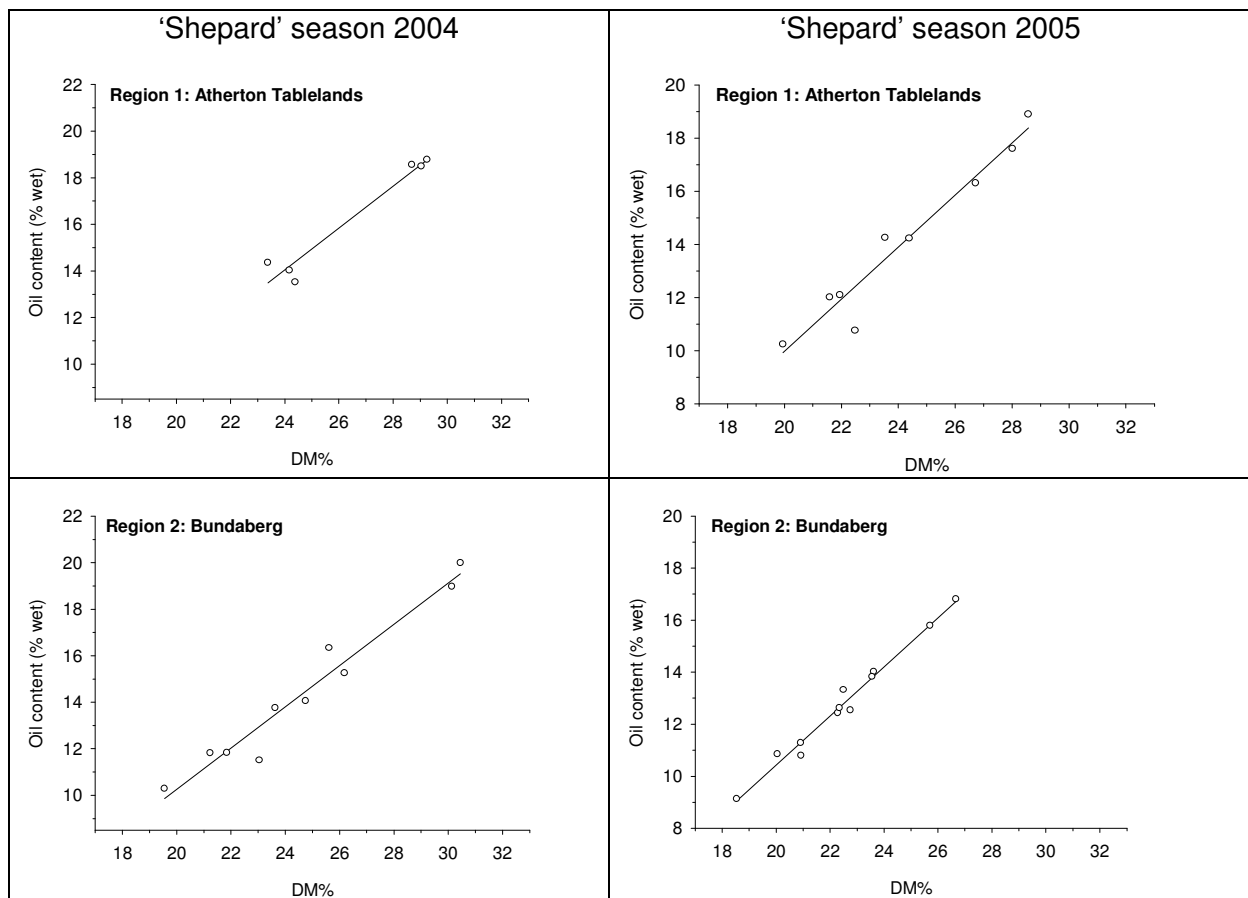 ‘Shepard’ season 2004
‘Shepard’ season 2005
Region 1: Atherton Tablelands
Oil content (% wet)
22
20
18
16
14
12
10
18 20 22 24 26 28 30 32
DM%
Region 1: Atherton Tablelands
Oil content (% wet)
20
18
16
14
12
10
8
18 20 22 24 26 28 30 32
DM%
Region 2: Bundaberg
Oil content (% wet)
22
20
18
16
14
12
10
18 20 22 24 26 28 30 32
DM%
Region 2: Bundaberg
Oil content (% wet)
20
18
16
14
12
10
8
18 20 22 24 26 28 30 32
DM%